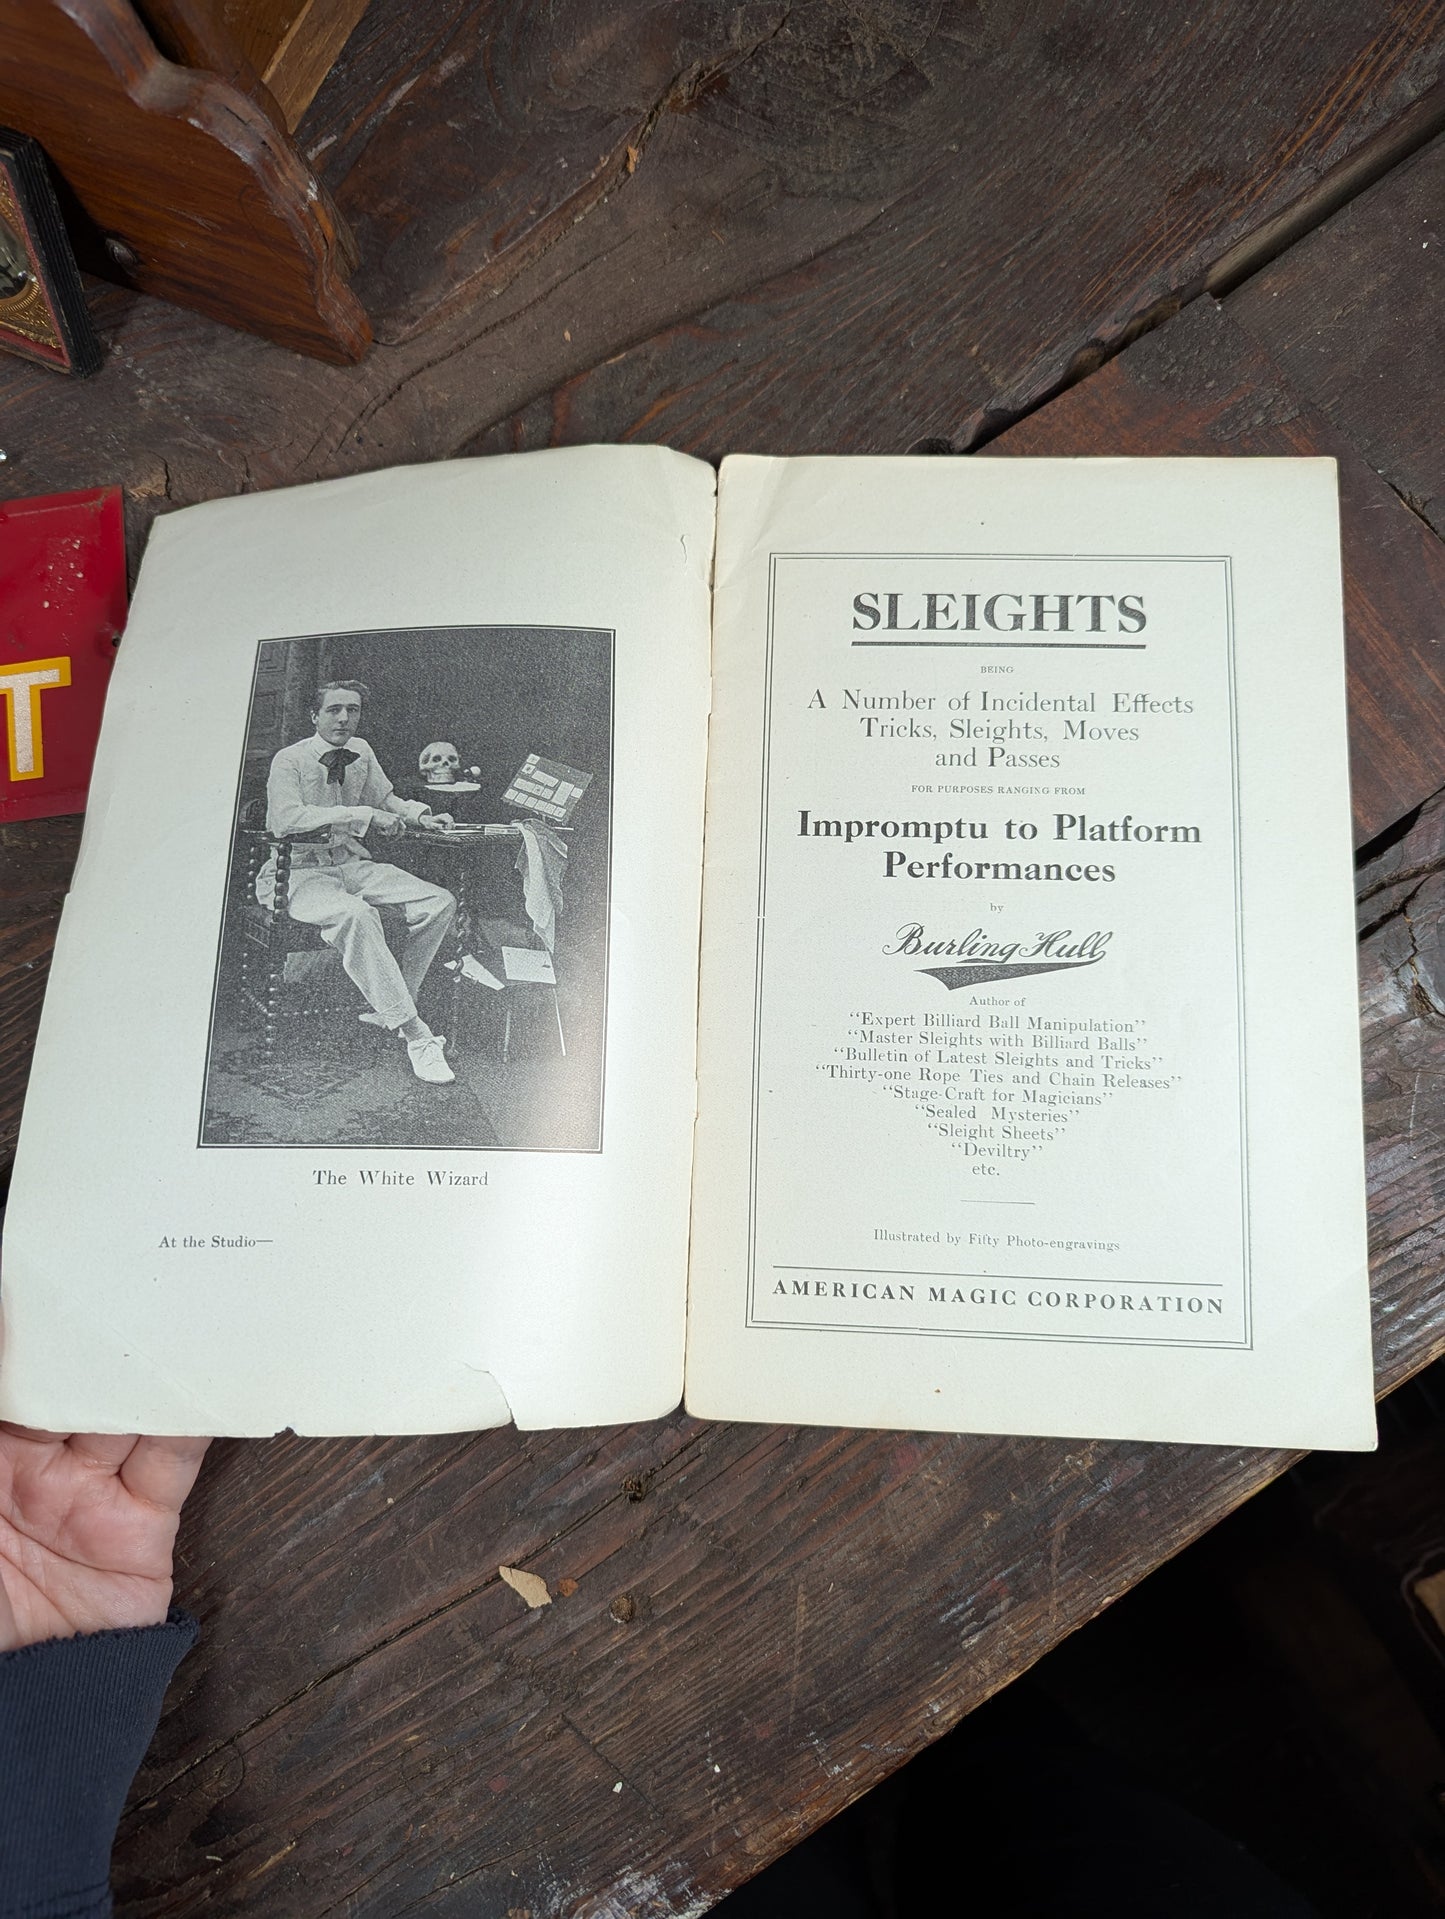 T
The White Wizard
At the Studio—
SLEIGHTS
BEING
A Number of Incidental Effects
Tricks, Sleights, Moves
and Passes
FOR PURPOSES RANGING FROM
Impromptu to Platform
Performances
by
Burling Hull
Author of
"Expert Billiard Ball Manipulation"
"Master Sleights with Billiard Balls"
"Bulletin of Latest Sleights and Tricks"
"Thirty-one Rope Ties and Chain Releases"
"Stage-Craft for Magicians"
"Sealed Mysteries"
"Sleight Sheets"
"Deviltry"
etc.
Illustrated by Fifty Photo-engravings
AMERICAN MAGIC CORPORATION